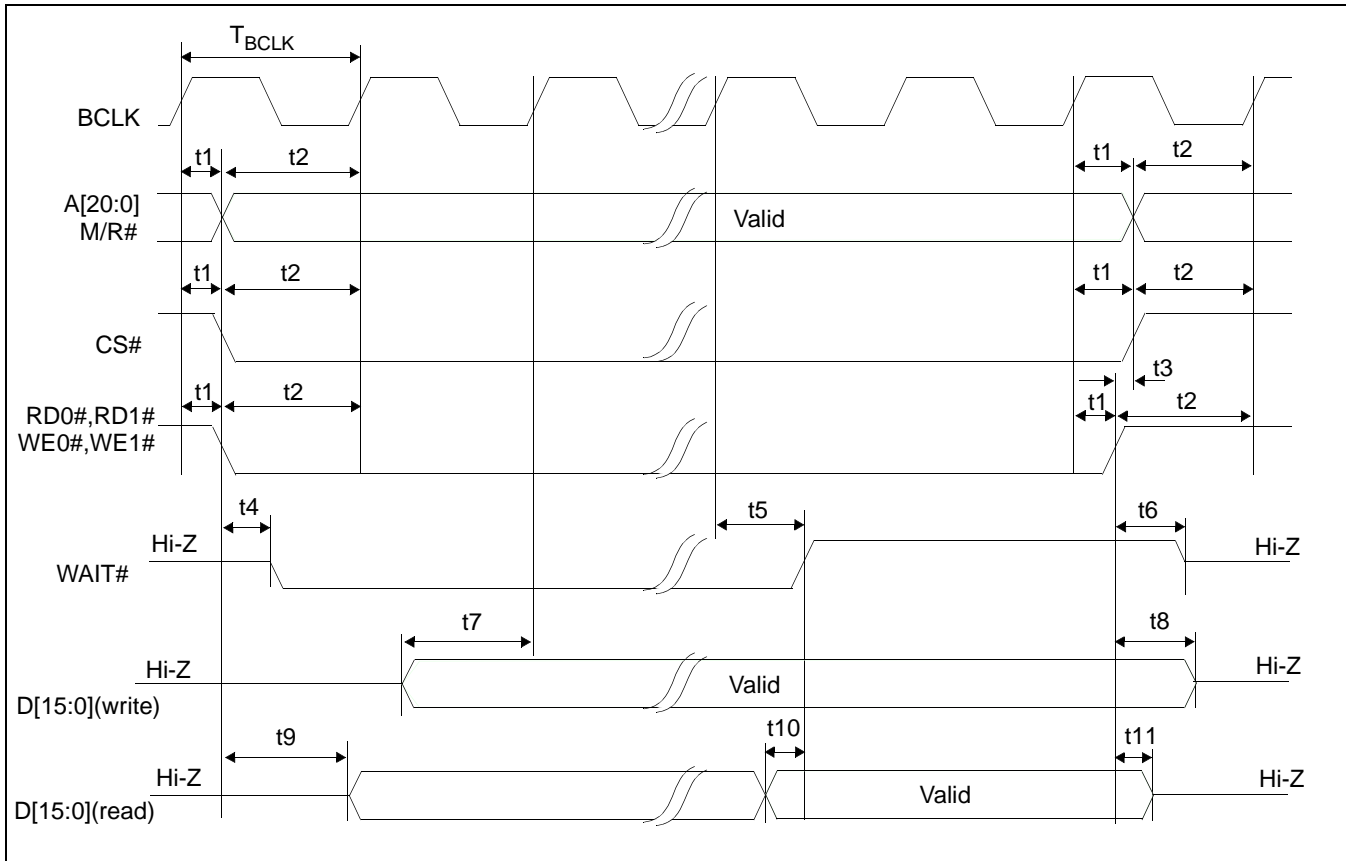 T_BCLK
BCLK
t1 t2 t1 t2
A[20:0]
M/R#
Valid
t1 t2 t1 t2
CS#
t3
t1 t2 t1 t2
RD0#,RD1#
WE0#,WE1#
t4 t5 t6
Hi-Z Hi-Z
WAIT#
t7 t8
Hi-Z Valid Hi-Z
D[15:0](write)
t9 t10 t11
Hi-Z Valid Hi-Z
D[15:0](read)